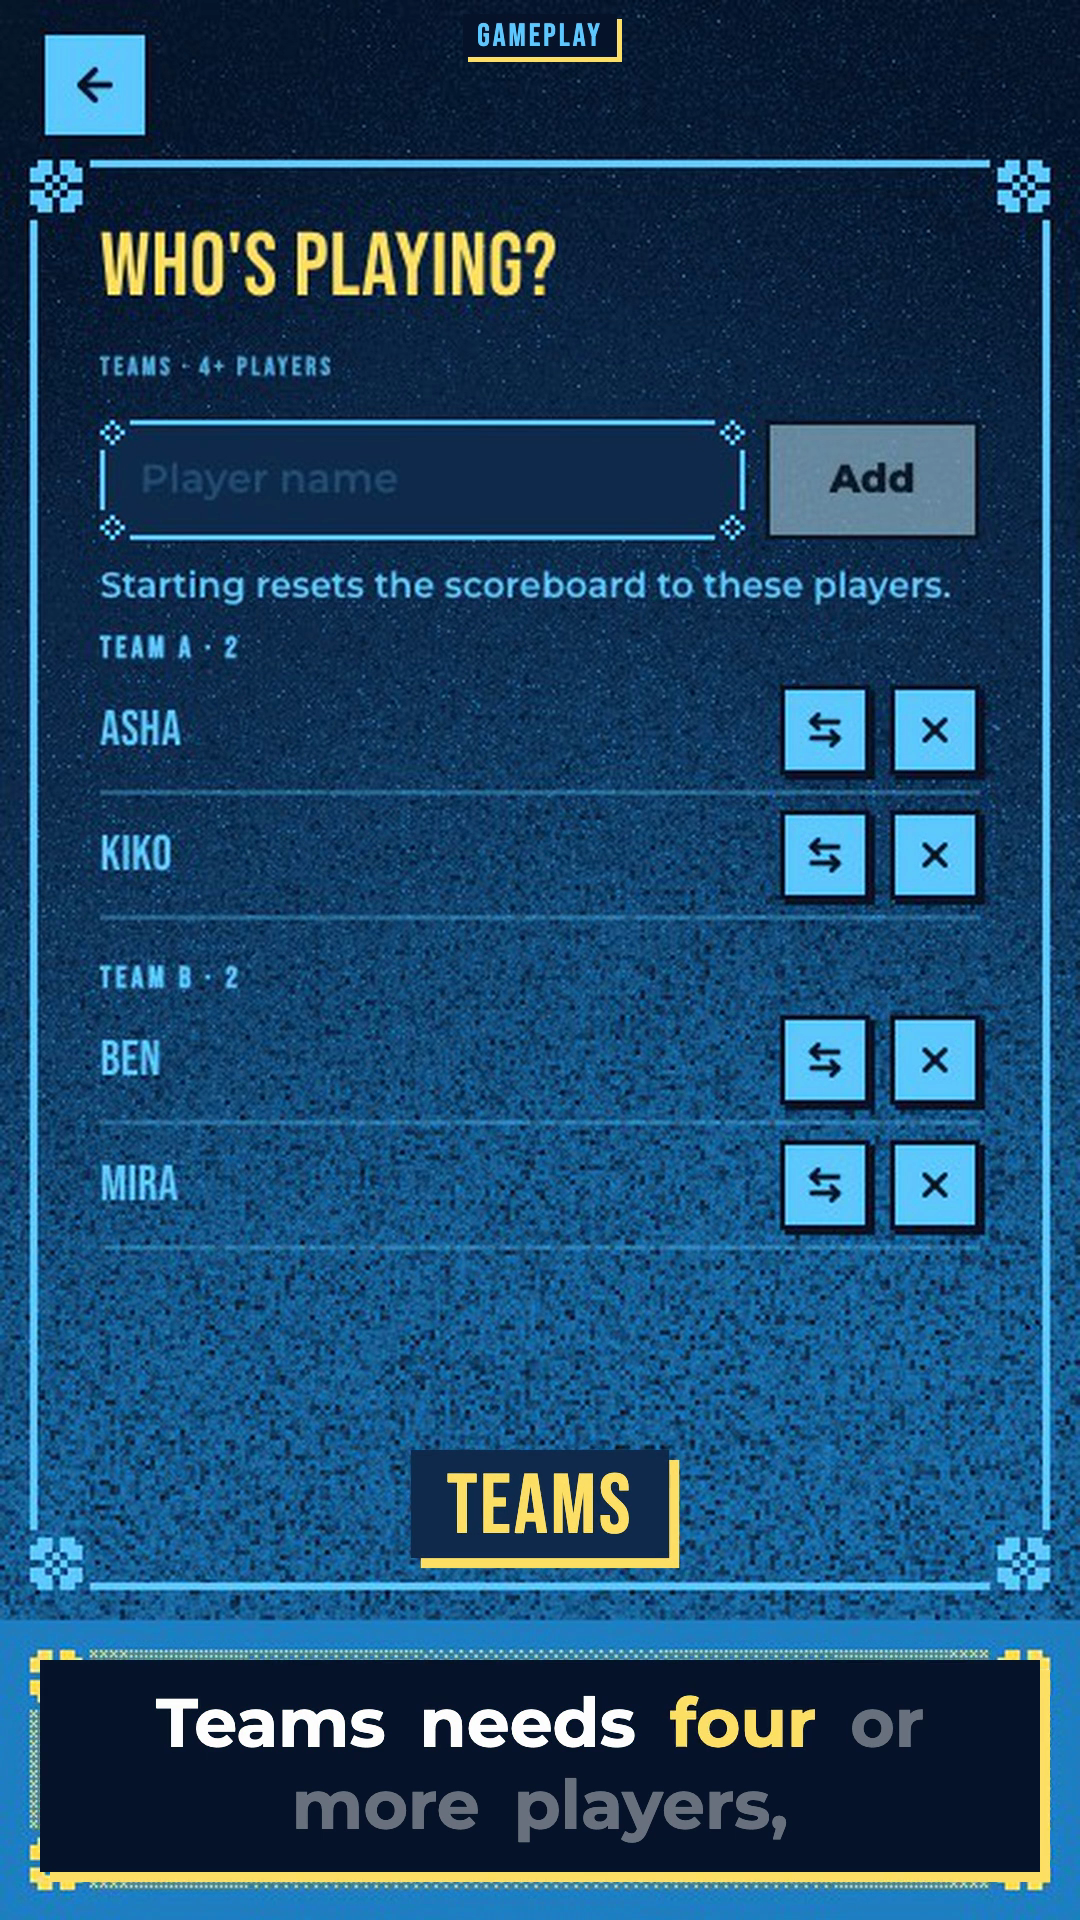 GAMEPLAY
WHO'S PLAYING?
TEAMS · 4+ PLAYERS
Player name
Add
Starting resets the scoreboard to these players.
TEAM A · 2
ASHA
KIKO
TEAM B · 2
BEN
MIRA
TEAMS
Teams needs four or
more players,